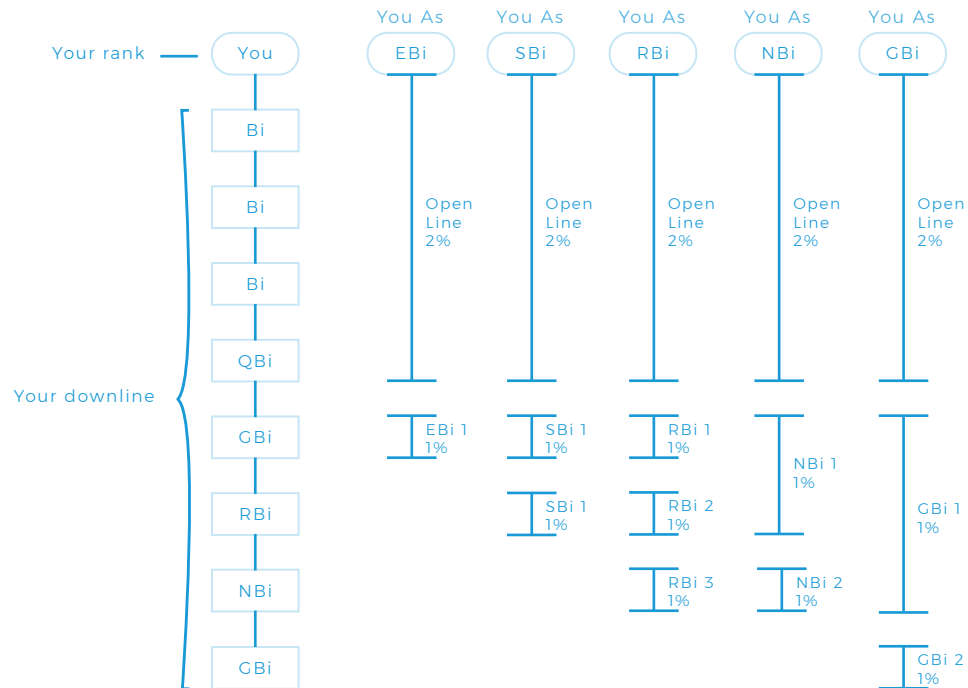 You As
You As
You As
You As
You As
Your rank
You
EBi
SBi
RBi
NBi
GBi
Bi
Bi
Bi
QBi
GBi
RBi
NBi
GBi
Your downline
Open
Line
2%
Open
Line
2%
Open
Line
2%
Open
Line
2%
Open
Line
2%
EBi 1
1%
SBi 1
1%
SBi 1
1%
RBi 1
1%
RBi 2
1%
RBi 3
1%
NBi 1
1%
NBi 2
1%
GBi 1
1%
GBi 2
1%